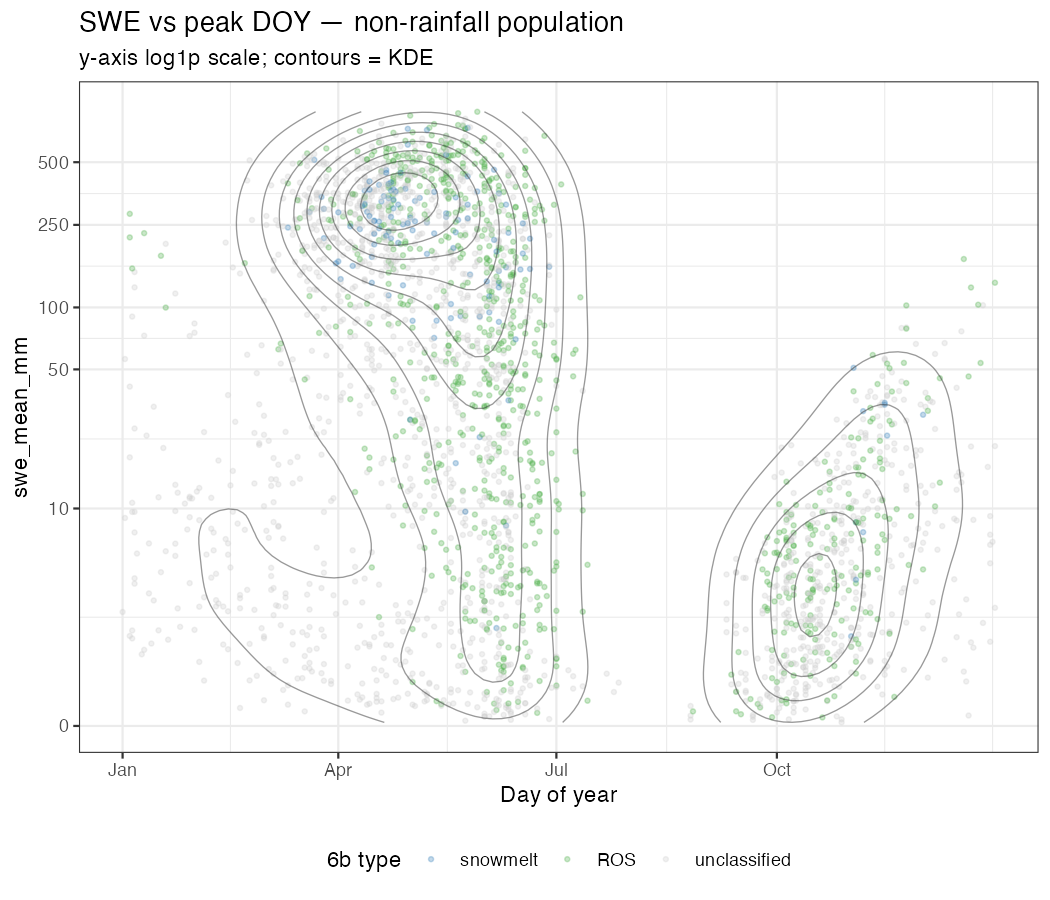 SWE vs peak DOY — non-rainfall population
y-axis log1p scale; contours = KDE
swe_mean_mm
500
250
100
50
10
0
Jan Apr Jul Oct
Day of year
6b type snowmelt ROS unclassified